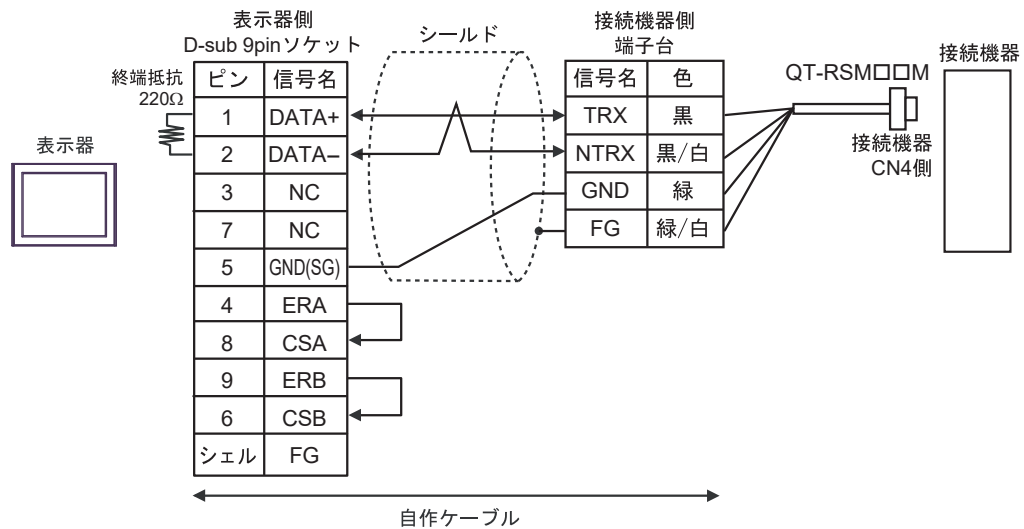 表示器側
D-sub 9pinソケット
シールド
接続機器側
端子台
接続機器
終端抵抗
220Ω
ピン 信号名
1 DATA+
2 DATA−
3 NC
7 NC
5 GND(SG)
4 ERA
8 CSA
9 ERB
6 CSB
シェル FG
信号名 色
TRX 黒
NTRX 黒/白
GND 緑
FG 緑/白
QT-RSM□□M
接続機器
CN4側
表示器
自作ケーブル